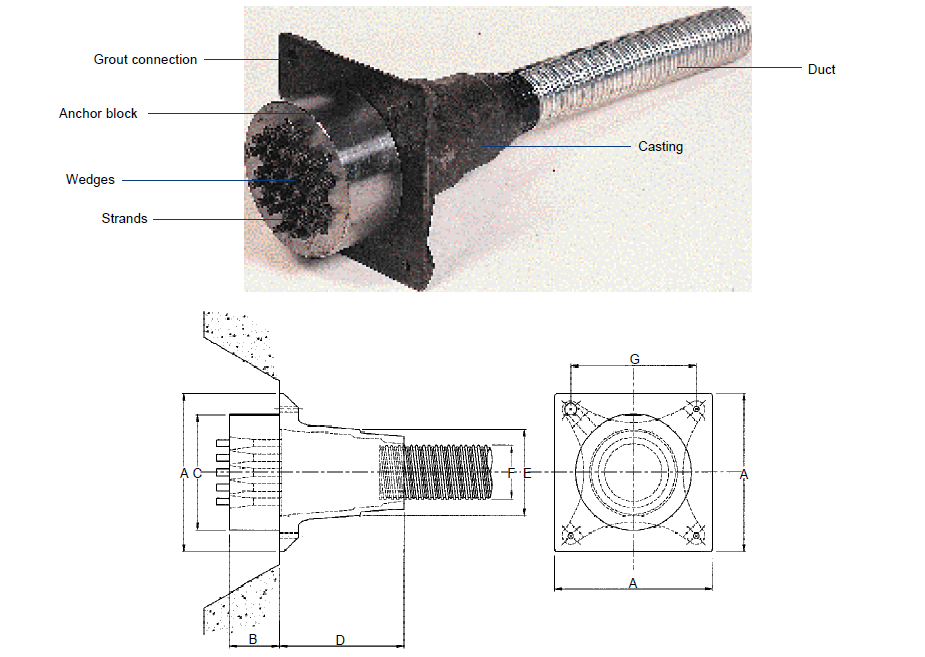 Grout connection
Duct
Anchor block
Casting
Wedges
Strands
G
A C
F E
A
A
B
D